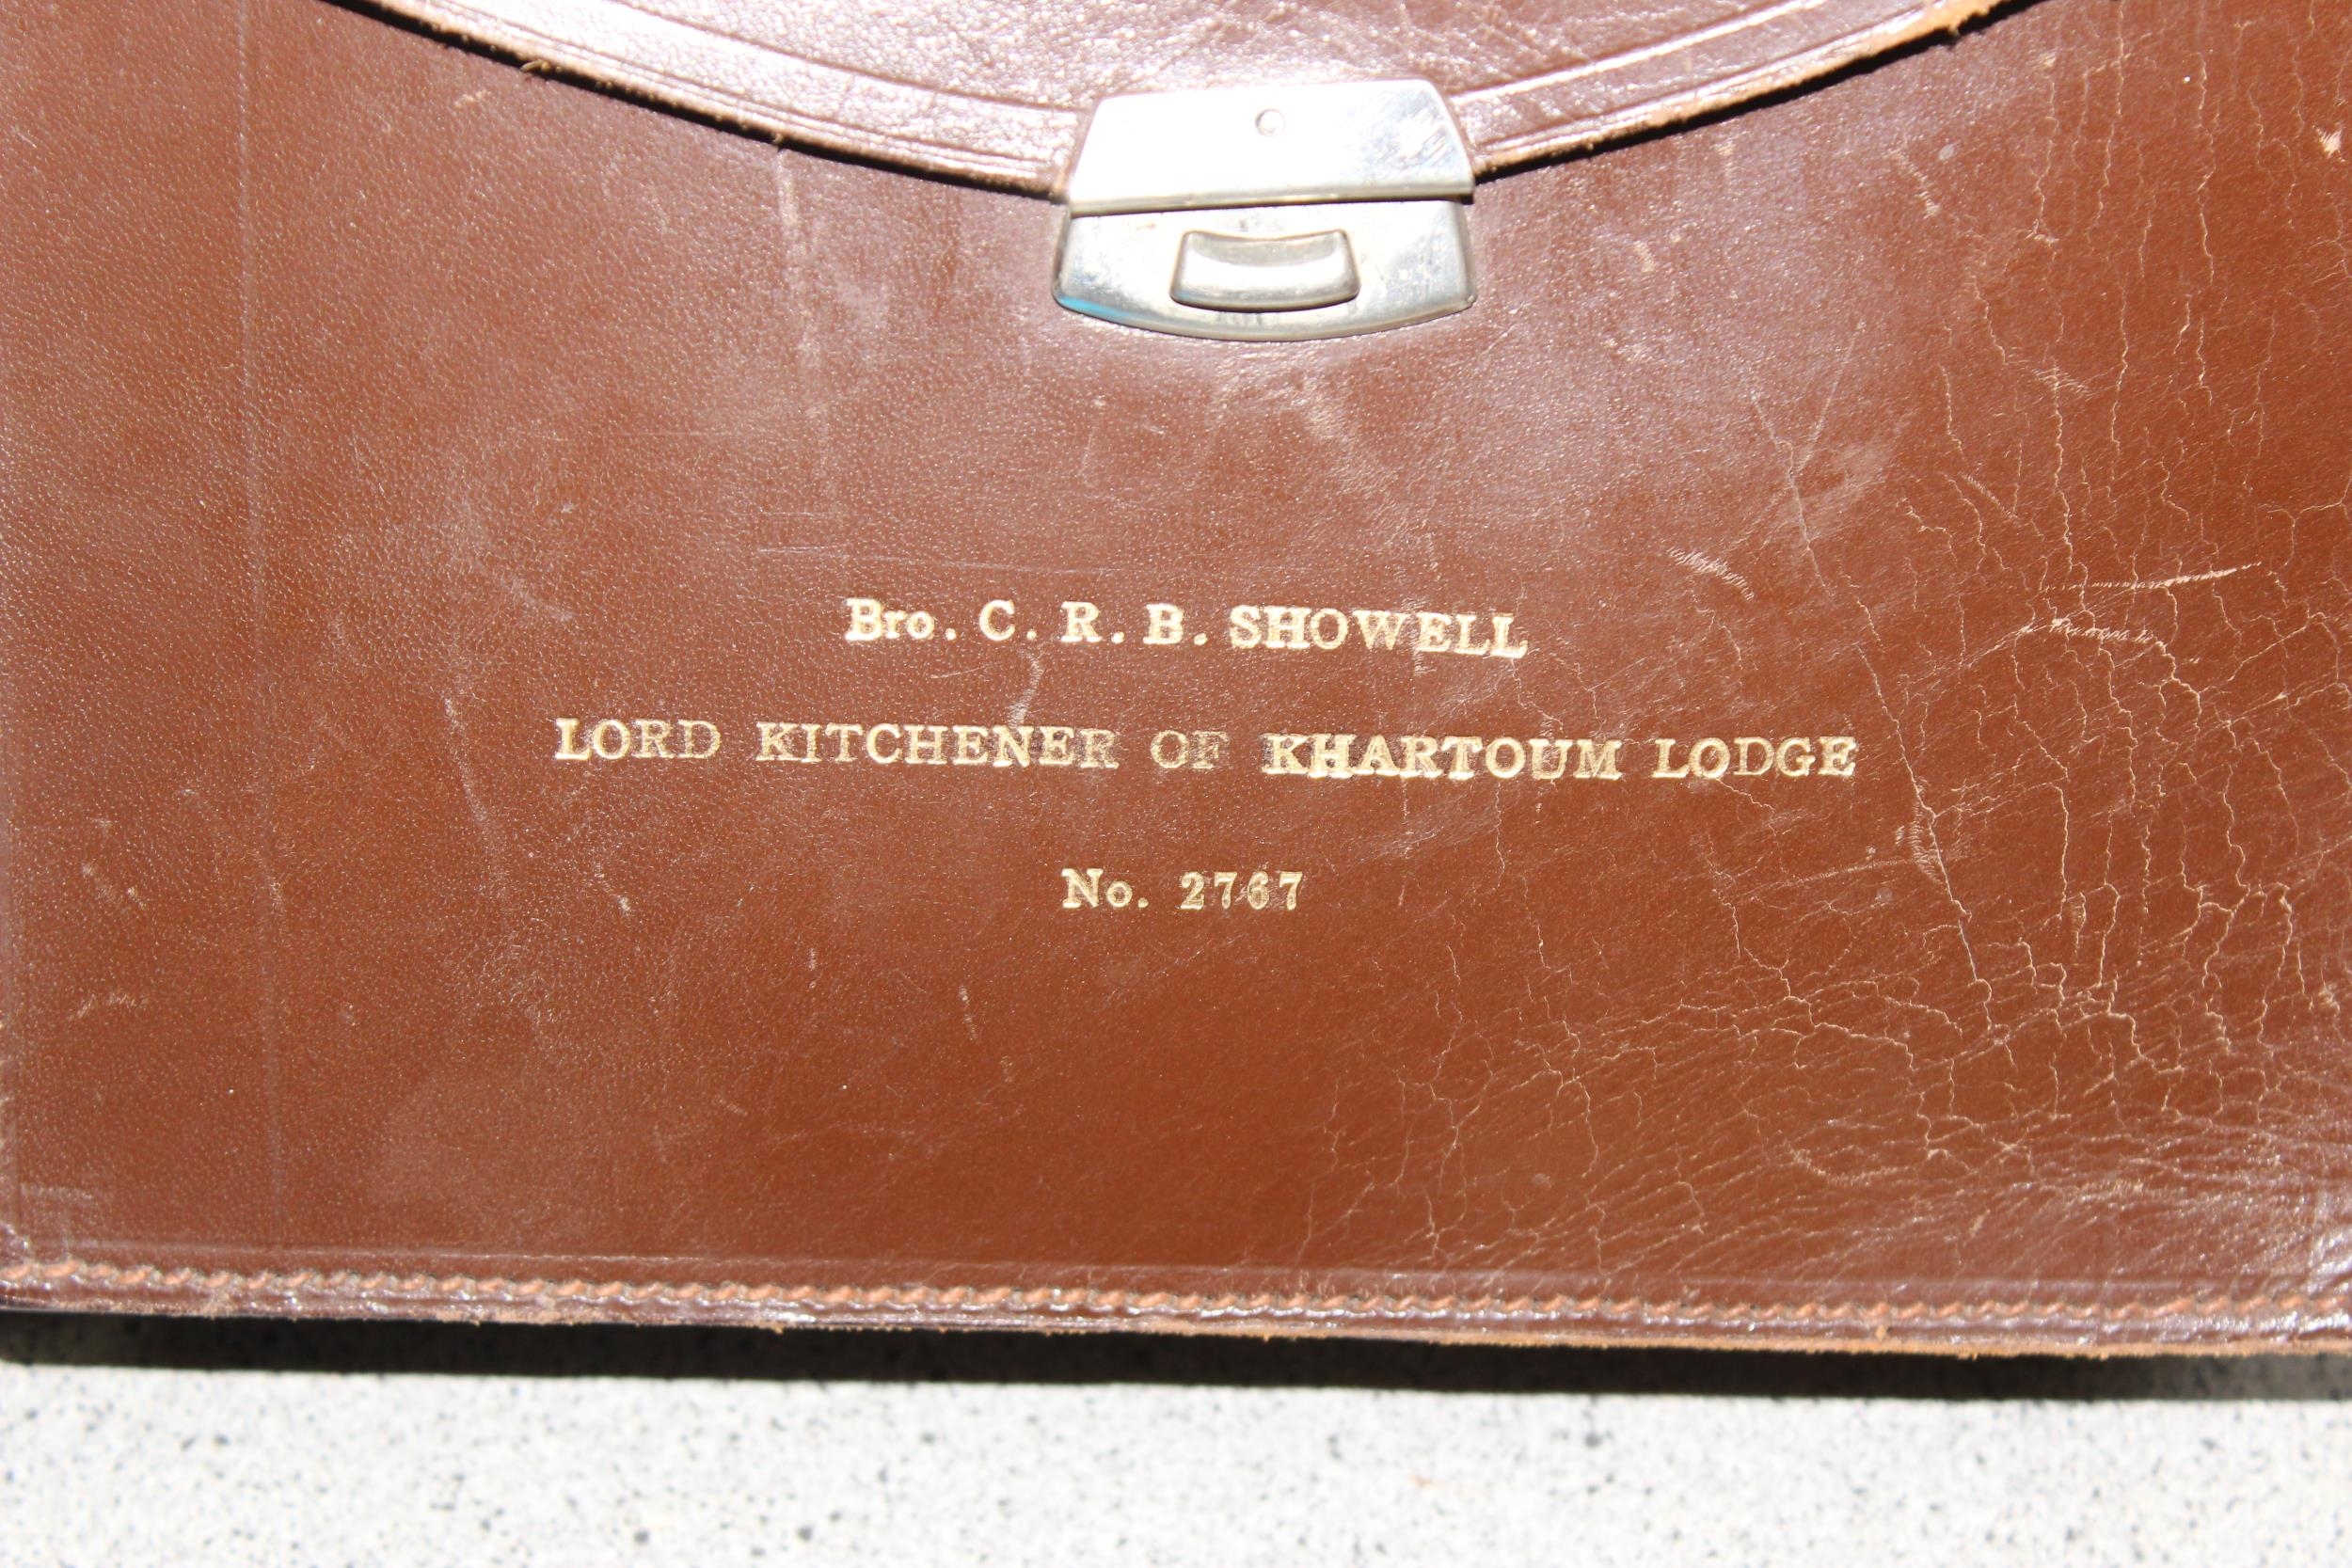 Bro. C. R. B. SHOWELL
LORD KITCHENER OF KHARTOUM LODGE
No. 2767